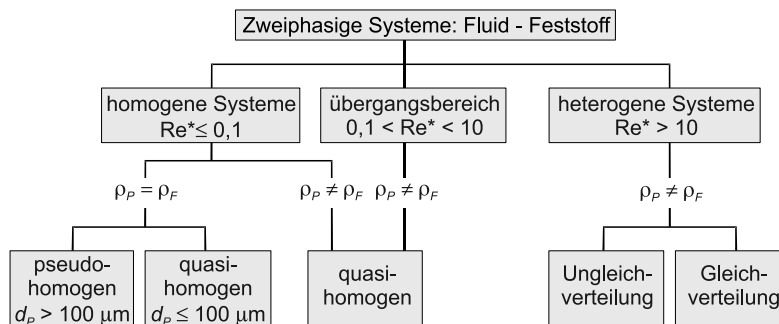 Zweiphasige Systeme: Fluid - Feststoff
homogene Systeme
Re*≤ 0,1
übergangsbereich
0,1 < Re* < 10
heterogene Systeme
Re* > 10
ρP = ρF
ρP ≠ ρF
ρP ≠ ρF
ρP ≠ ρF
pseudo-
homogen
dP > 100 µm
quasi-
homogen
dP ≤ 100 µm
quasi-
homogen
Ungleich-
verteilung
Gleich-
verteilung